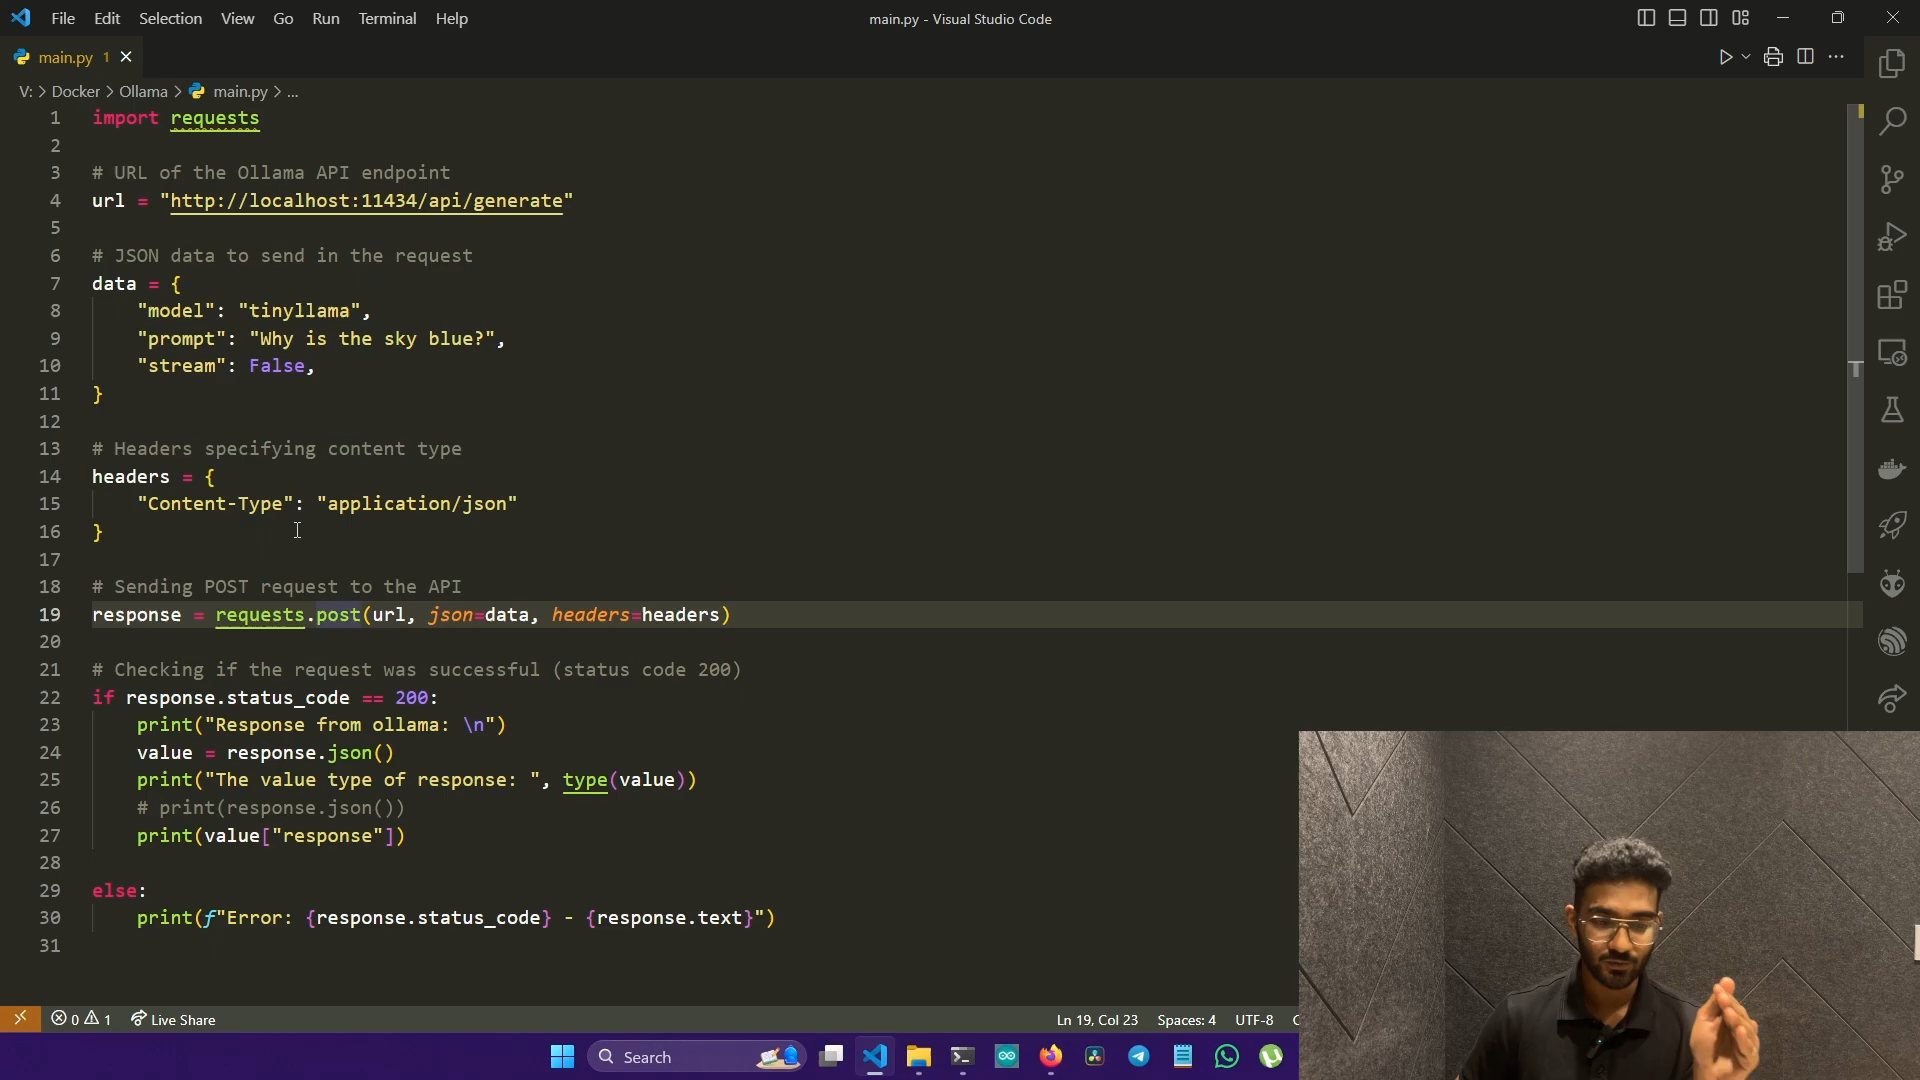 File Edit Selection View Go Run Terminal Help
main.py - Visual Studio Code
main.py 1
V: > Docker > Ollama > main.py > ...
1 import requests
2
3 # URL of the Ollama API endpoint
4 url = "http://localhost:11434/api/generate"
5
6 # JSON data to send in the request
7 data = {
8 "model": "tinyllama",
9 "prompt": "Why is the sky blue?",
10 "stream": False,
11 }
12
13 # Headers specifying content type
14 headers = {
15 "Content-Type": "application/json"
16 }
17
18 # Sending POST request to the API
19 response = requests.post(url, json=data, headers=headers)
20
21 # Checking if the request was successful (status code 200)
22 if response.status_code == 200:
23 print("Response from ollama: \n")
24 value = response.json()
25 print("The value type of response: ", type(value))
26 # print(response.json())
27 print(value["response"])
28
29 else:
30 print(f"Error: {response.status_code} - {response.text}")
31
0 1 Live Share
Ln 19, Col 23 Spaces: 4 UTF-8
Search